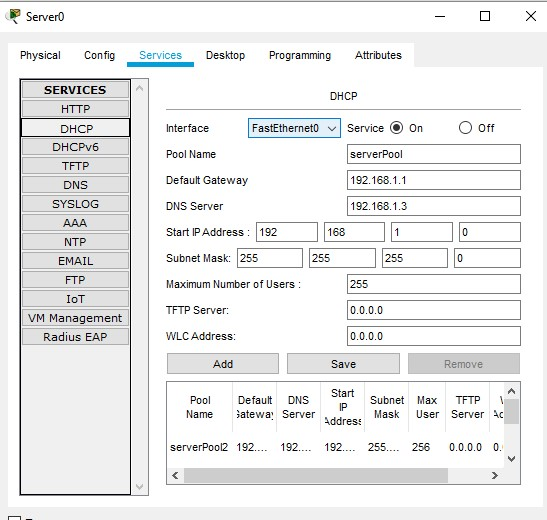 Server0
Physical Config Services Desktop Programming Attributes
SERVICES
HTTP
DHCP
DHCPv6
TFTP
DNS
SYSLOG
AAA
NTP
EMAIL
FTP
IoT
VM Management
Radius EAP
DHCP
Interface FastEthernet0 Service On Off
Pool Name serverPool
Default Gateway 192.168.1.1
DNS Server 192.168.1.3
Start IP Address : 192 168 1 0
Subnet Mask: 255 255 255 0
Maximum Number of Users : 255
TFTP Server: 0.0.0.0
WLC Address: 0.0.0.0
Add Save Remove
Pool Name Default DNS Server Start IP Subnet Mask Max User TFTP Server
serverPool2 192.... 192.... 192.... 255.... 256 0.0.0.0